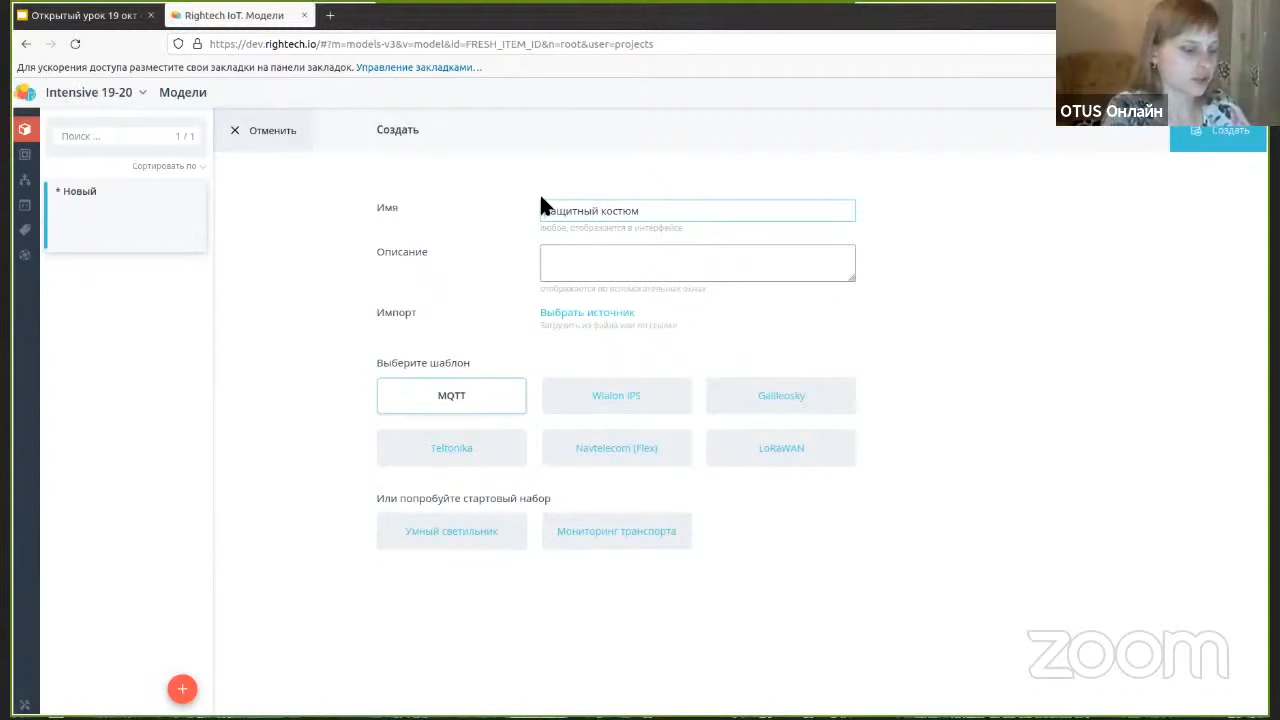 Открытый урок 19 окт
Rightech IoT. Модели
https://dev.rightech.io/#?m=models-v3&v=model&id=FRESH_ITEM_ID&n=root&user=projects
Для ускорения доступа разместите свои закладки на панели закладок. Управление закладками…
Intensive 19-20 Модели
OTUS Онлайн
Поиск ... 1 / 1
Отменить
Создать
Создать
Сортировать по
* Новый
Имя
ащитный костюм
любое, отображается в интерфейсе
Описание
отображается во вспомогательных окнах
Импорт
Выбрать источник
Загрузить из файла или по ссылке
Выберите шаблон
MQTT
Wialon IPS
Galileosky
Teltonika
Navtelecom (Flex)
LoRaWAN
Или попробуйте стартовый набор
Умный светильник
Мониторинг транспорта
zoom